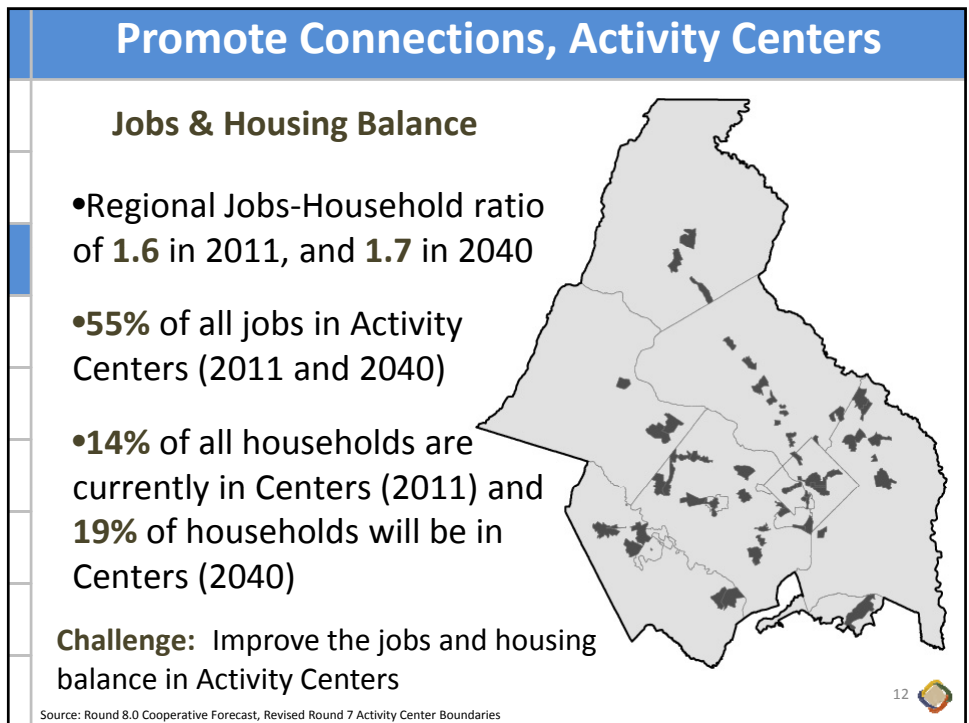 Promote Connections, Activity Centers
Jobs & Housing Balance
•Regional Jobs-Household ratio
of 1.6 in 2011, and 1.7 in 2040
•55% of all jobs in Activity
Centers (2011 and 2040)
•14% of all households are
currently in Centers (2011) and
19% of households will be in
Centers (2040)
Challenge: Improve the jobs and housing
balance in Activity Centers
12
Source: Round 8.0 Cooperative Forecast, Revised Round 7 Activity Center Boundaries